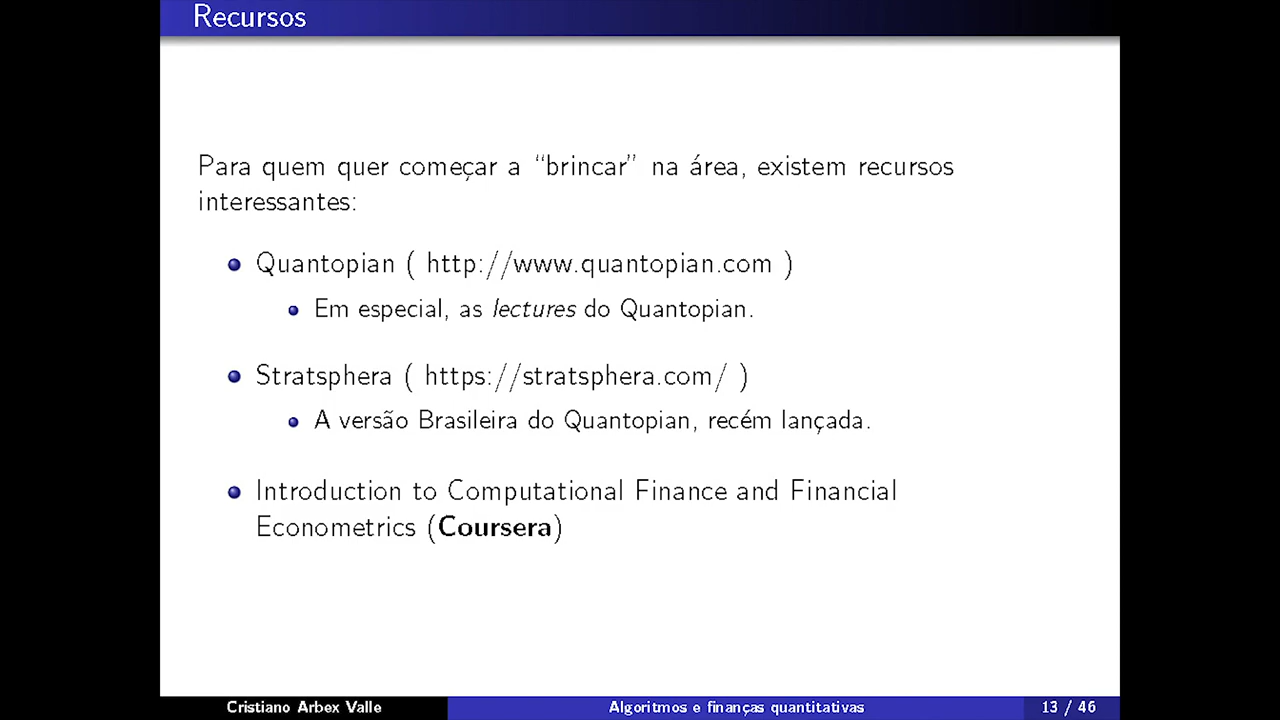 Recursos
Para quem quer começar a “brincar” na área, existem recursos
interessantes:
Quantopian ( http://www.quantopian.com )
Em especial, as lectures do Quantopian.
Stratsphera ( https://stratsphera.com/ )
A versão Brasileira do Quantopian, recém lançada.
Introduction to Computational Finance and Financial
Econometrics (Coursera)
Cristiano Arbex Valle Algoritmos e finanças quantitativas 13 / 46